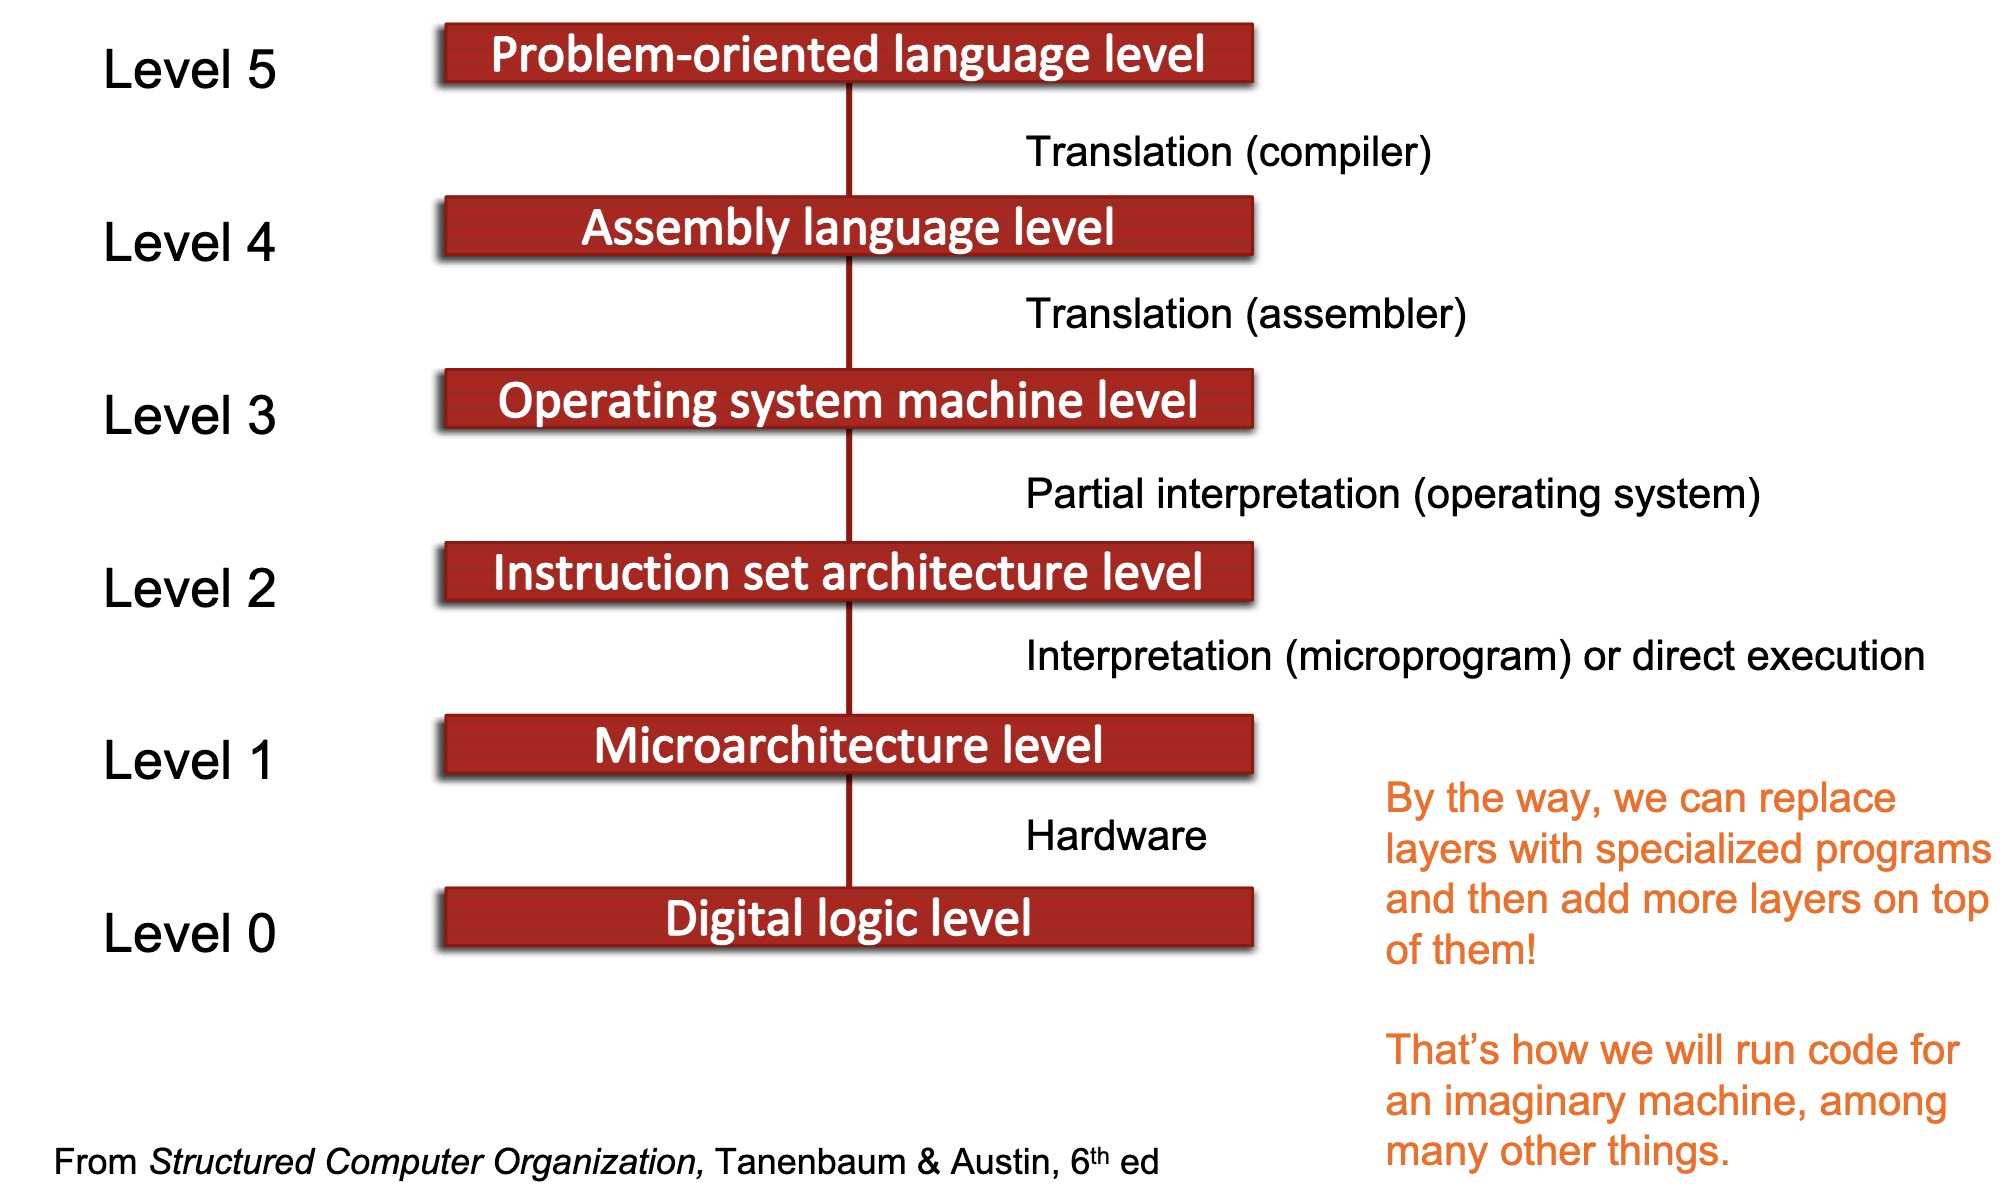 Level 5
Problem-oriented language level
Translation (compiler)
Level 4
Assembly language level
Translation (assembler)
Level 3
Operating system machine level
Partial interpretation (operating system)
Level 2
Instruction set architecture level
Interpretation (microprogram) or direct execution
Level 1
Microarchitecture level
Hardware
Level 0
Digital logic level
By the way, we can replace
layers with specialized programs
and then add more layers on top
of them!
That’s how we will run code for
an imaginary machine, among
many other things.
From Structured Computer Organization, Tanenbaum & Austin, 6th ed